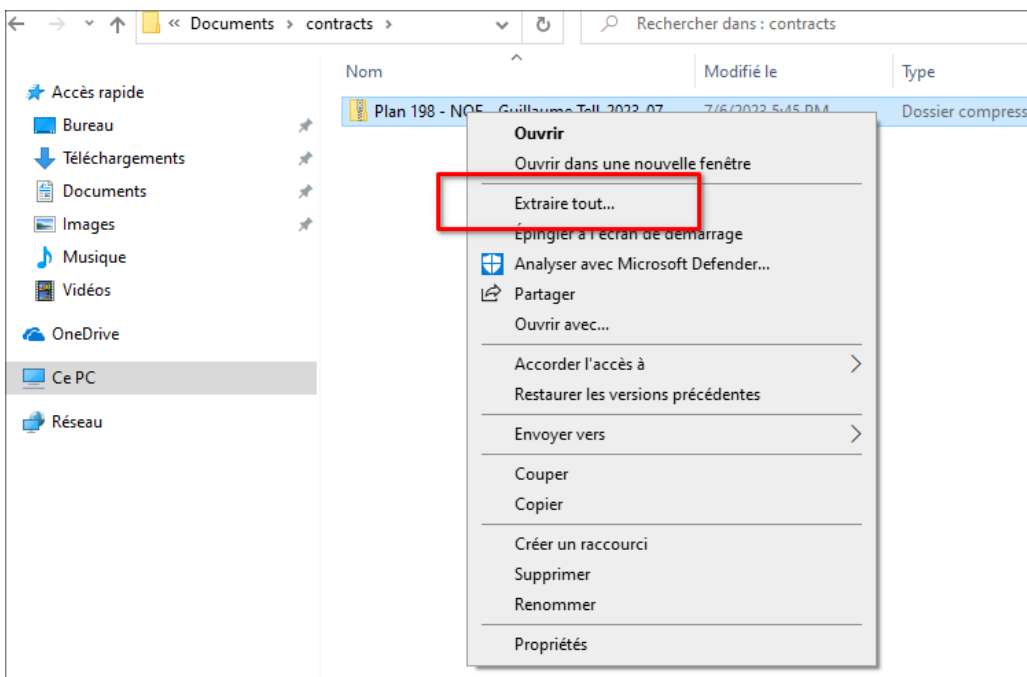 « Documents > contracts >
Rechercher dans : contracts
Nom
Modifié le
Type
Accès rapide
Bureau
Téléchargements
Documents
Images
Musique
Vidéos
OneDrive
Ce PC
Réseau
Plan 198 - NOE - Guillaume Tell-2023-07 7/6/2023 5:45 PM Dossier compress
Ouvrir
Ouvrir dans une nouvelle fenêtre
Extraire tout...
Épingler à l'écran de démarrage
Analyser avec Microsoft Defender...
Partager
Ouvrir avec...
Accorder l'accès à
Restaurer les versions précédentes
Envoyer vers
Couper
Copier
Créer un raccourci
Supprimer
Renommer
Propriétés